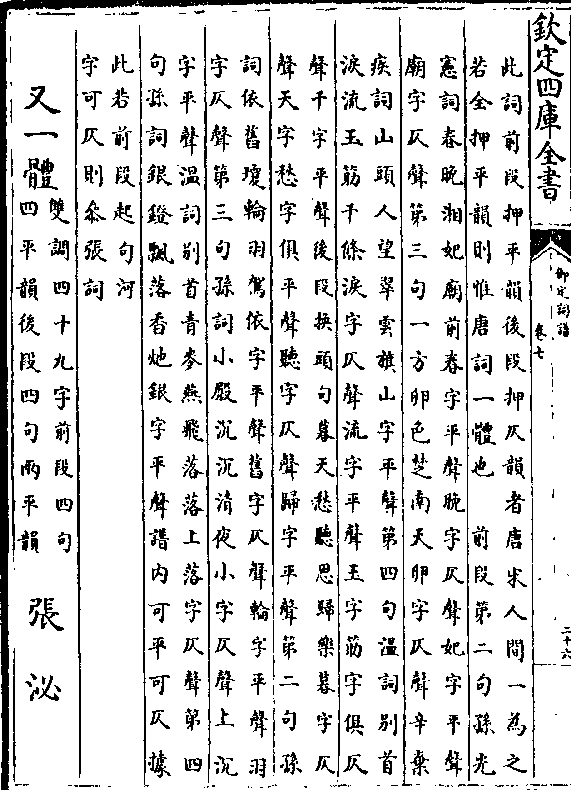 欽定四庫全書
御定詞譜
卷七
二十六
此詞前段押平韻後段押仄韻者唐宋人間一為之
若全押平韻則惟唐詞一體也　前段第二句孫光
憲詞春晚湘妃廟前春字平聲晚字仄聲妃字平聲
廟字仄聲第三句一方卵色楚南天卵字仄聲辛棄
疾詞山頭人望翠雲旗山字平聲第四句溫詞別首
淚流玉筯千條淚字仄聲流字平聲玉字筯字俱仄
聲千字平聲後段換頭句暮天愁聽思歸樂暮字仄
聲天字愁字俱平聲聽字仄聲歸字平聲第二句孫
詞依舊瓊輪羽駕依字平聲舊字仄聲輪字平聲羽
字仄聲第三句孫詞小殿沉沉清夜小字仄聲上沉
字平聲溫詞別首青麥燕飛落落上落字仄聲第四
句孫詞銀鐙飄落香灺銀字平聲譜内可平可仄據
此若前段起句河
字可仄則叅張詞
又一體
雙調四十九字前段四句
四平韻後段四句兩平韻
張泌